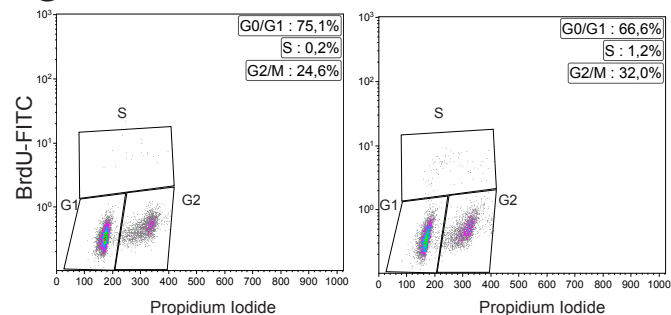 G0/G1 : 75,1%
S : 0,2%
G2/M : 24,6%
BrdU-FITC
10³
10²
10¹
10⁰
S
G1
G2
0 100 200 300 400 500 600 700 800 900 1000
Propidium Iodide
G0/G1 : 66,6%
S : 1,2%
G2/M : 32,0%
10³
10²
10¹
10⁰
S
G1
G2
0 100 200 300 400 500 600 700 800 900 1000
Propidium Iodide